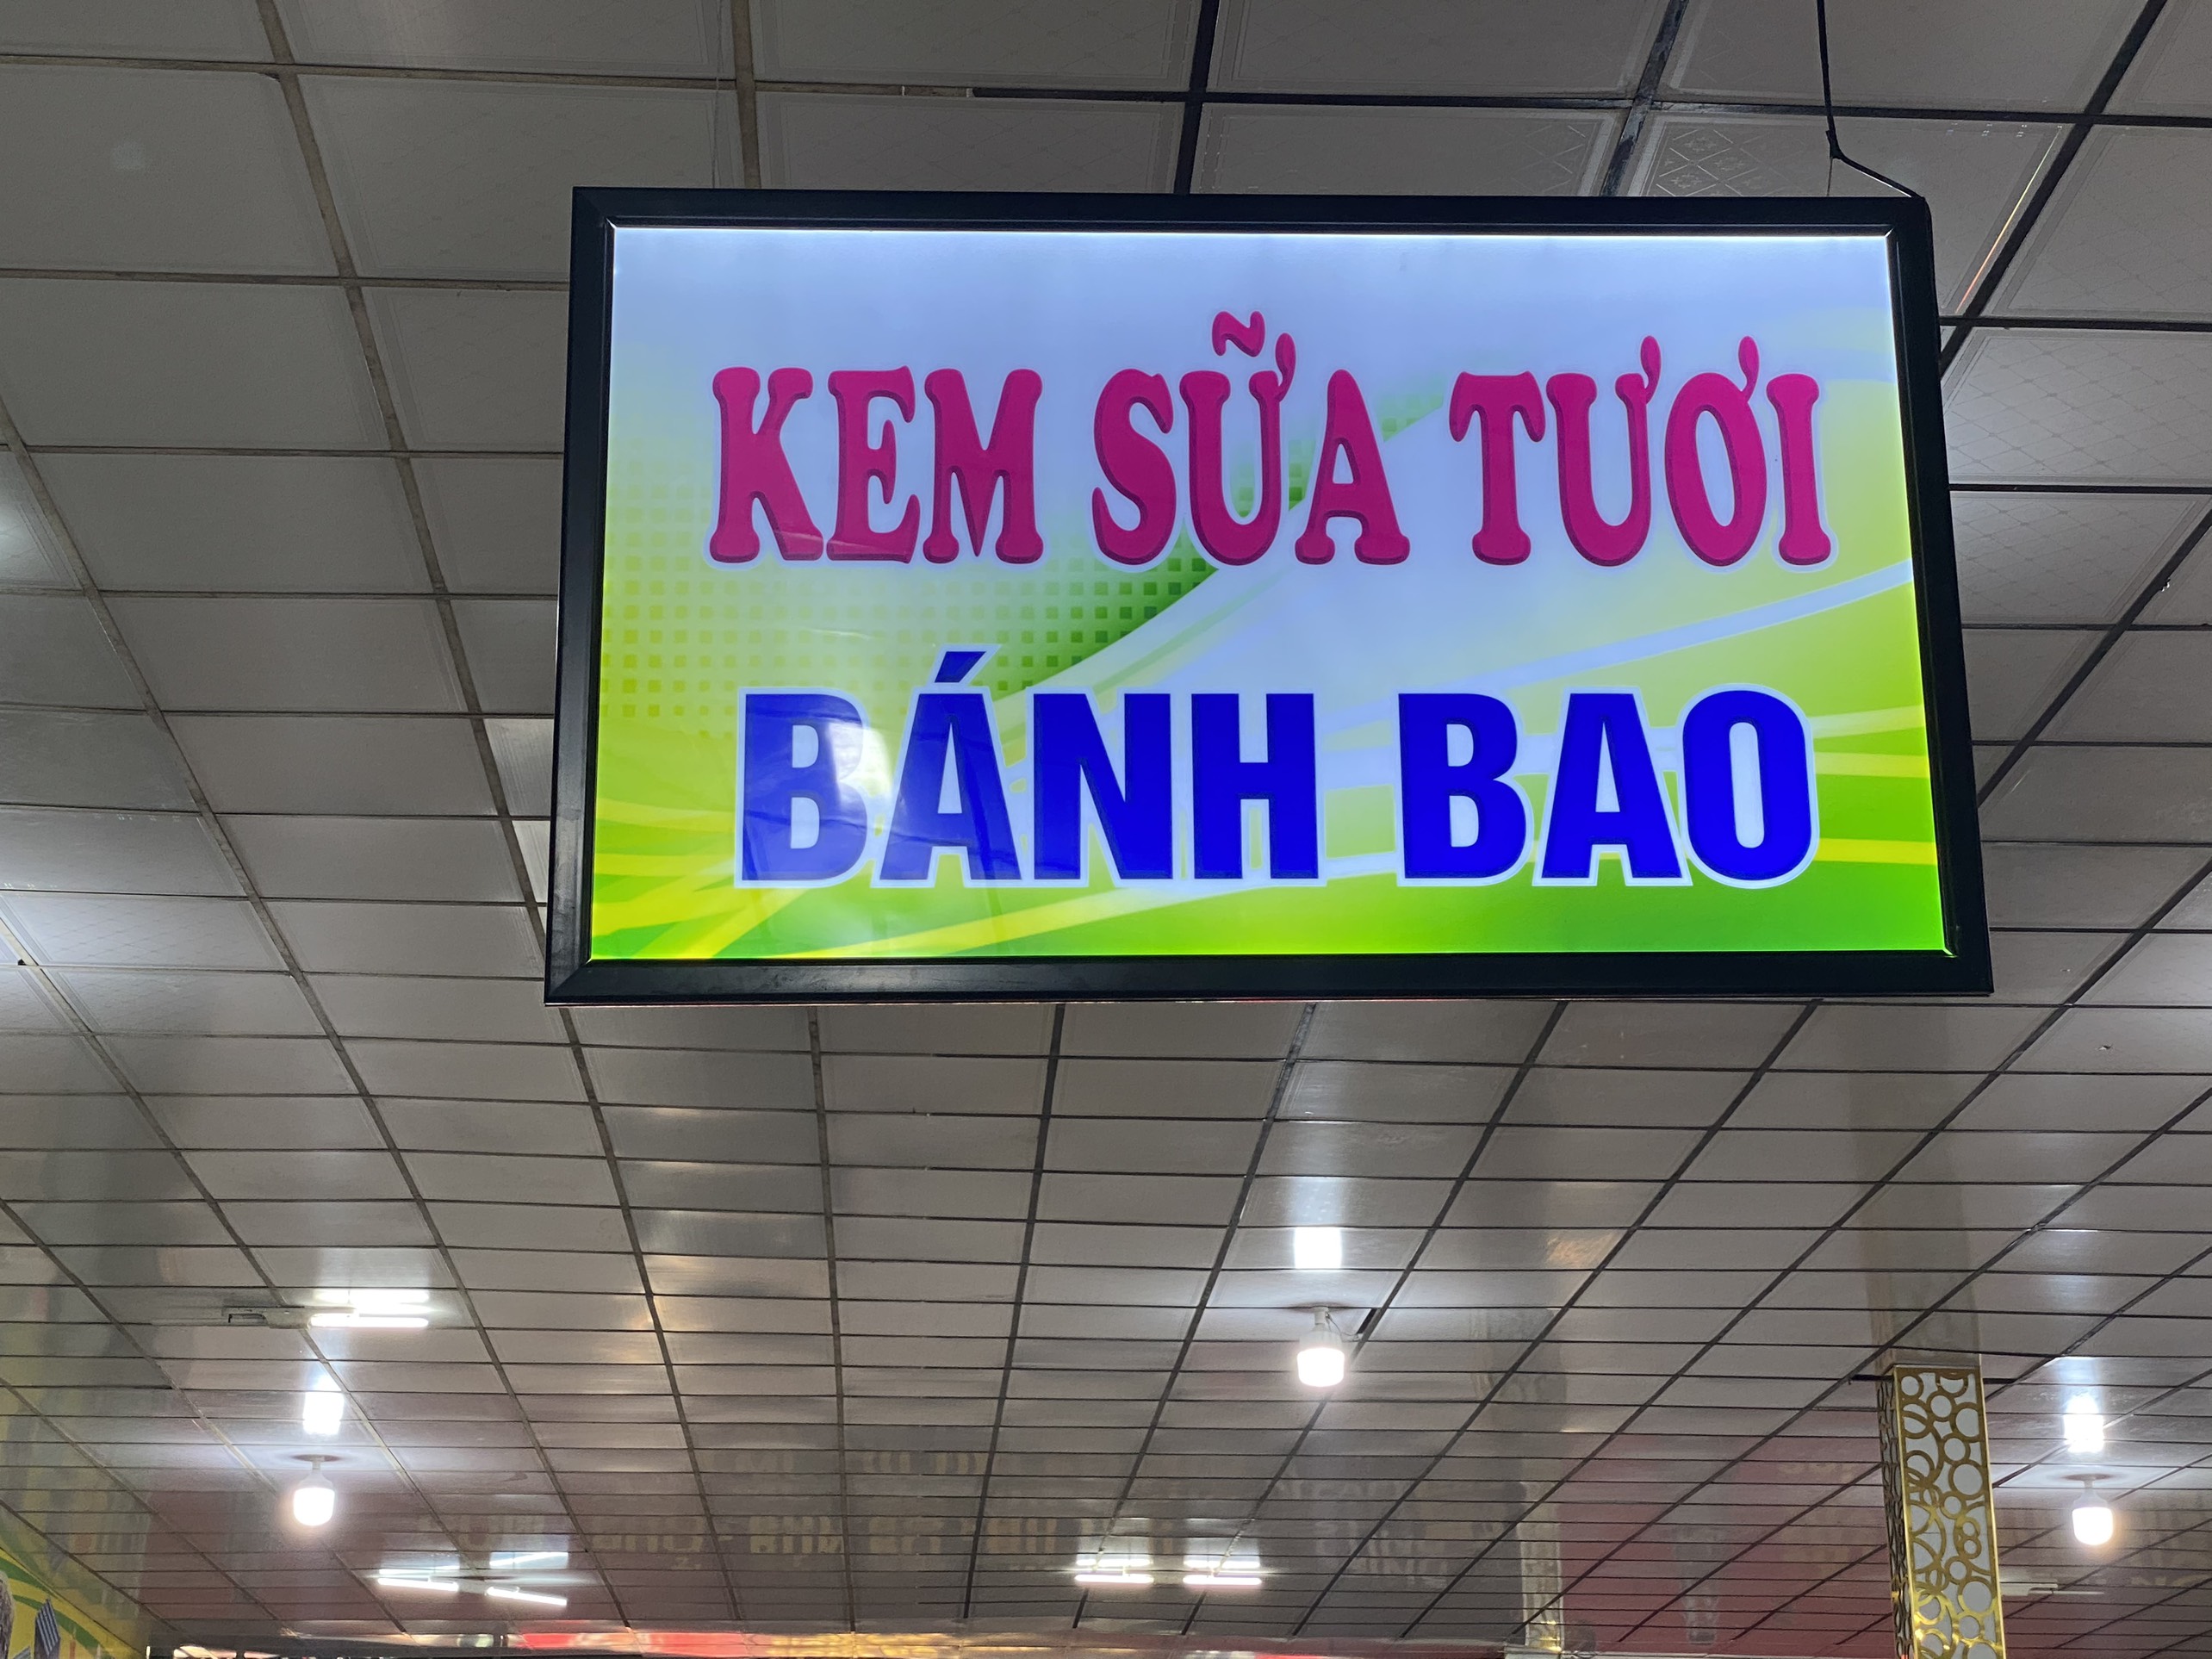 KEM SỮA TƯƠI
BÁNH BAO